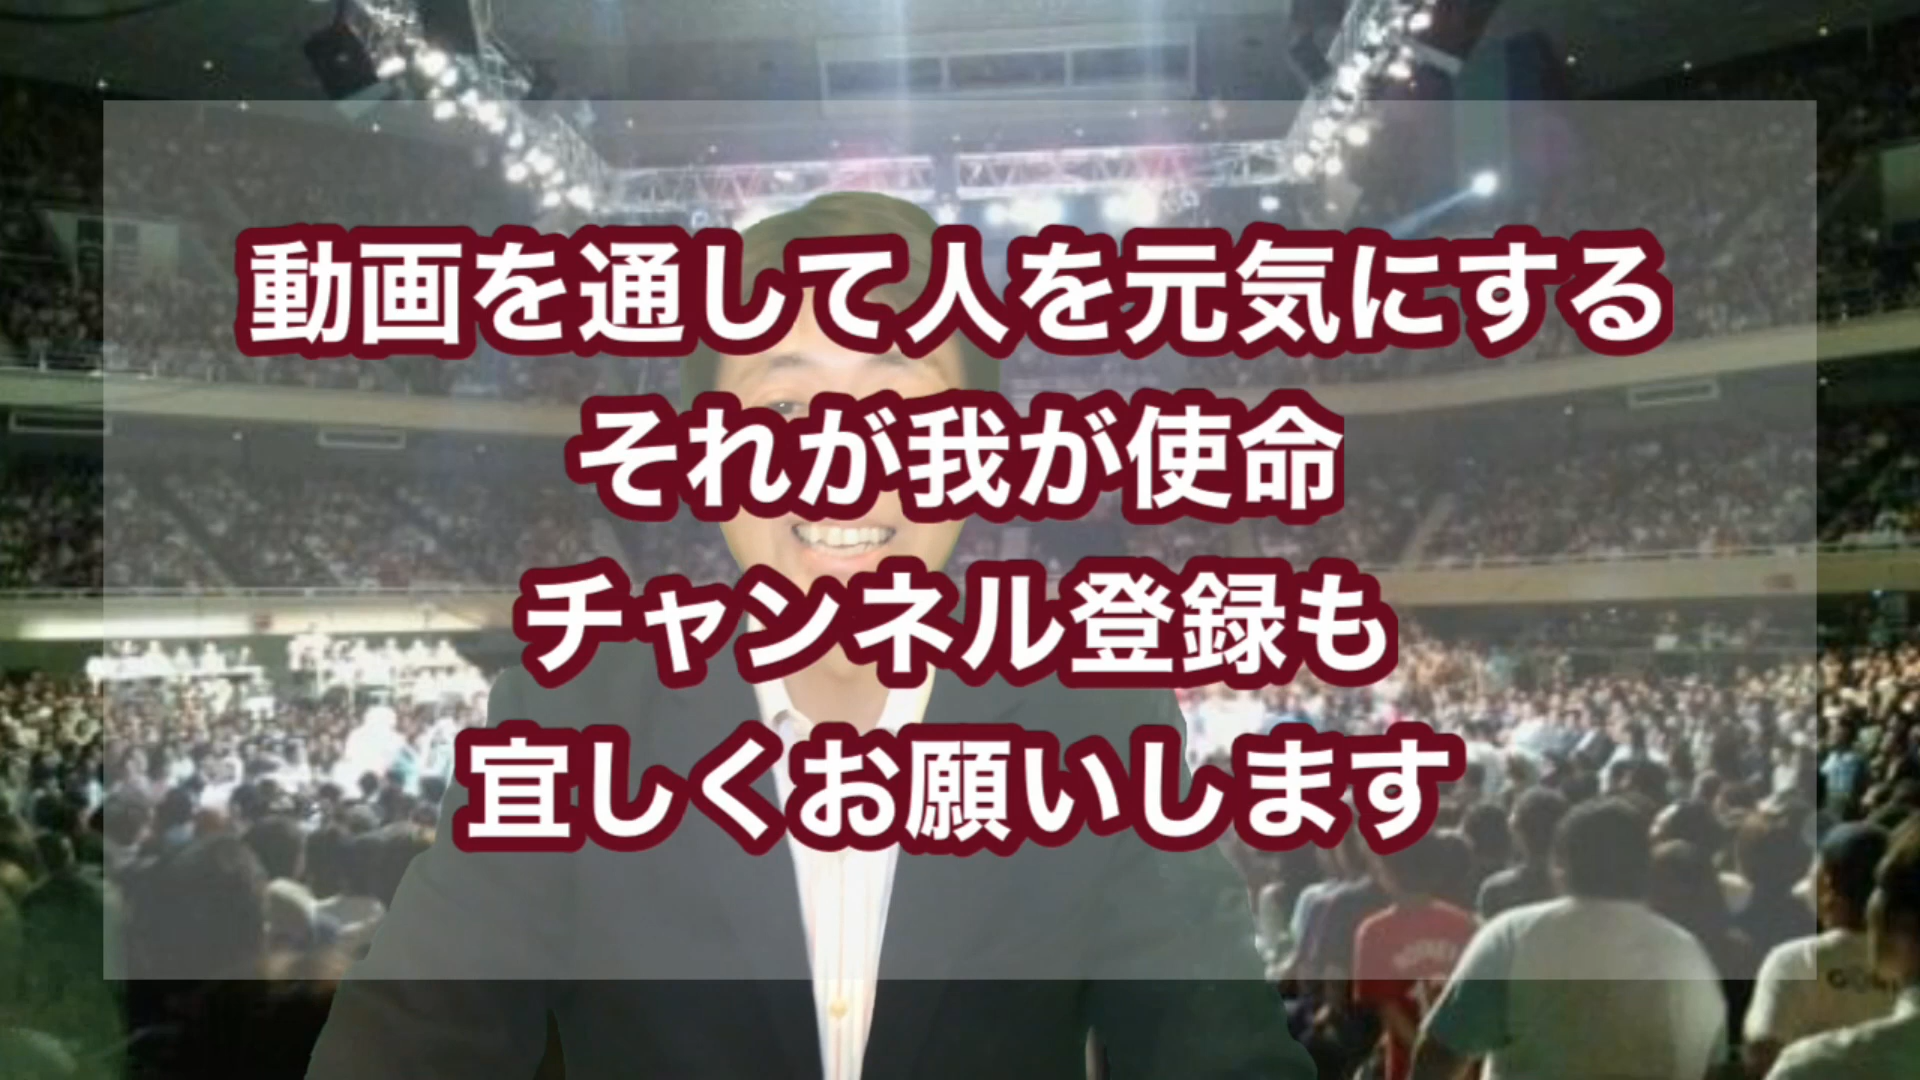 動画を通して人を元気にする
それが我が使命
チャンネル登録も
宜しくお願いします